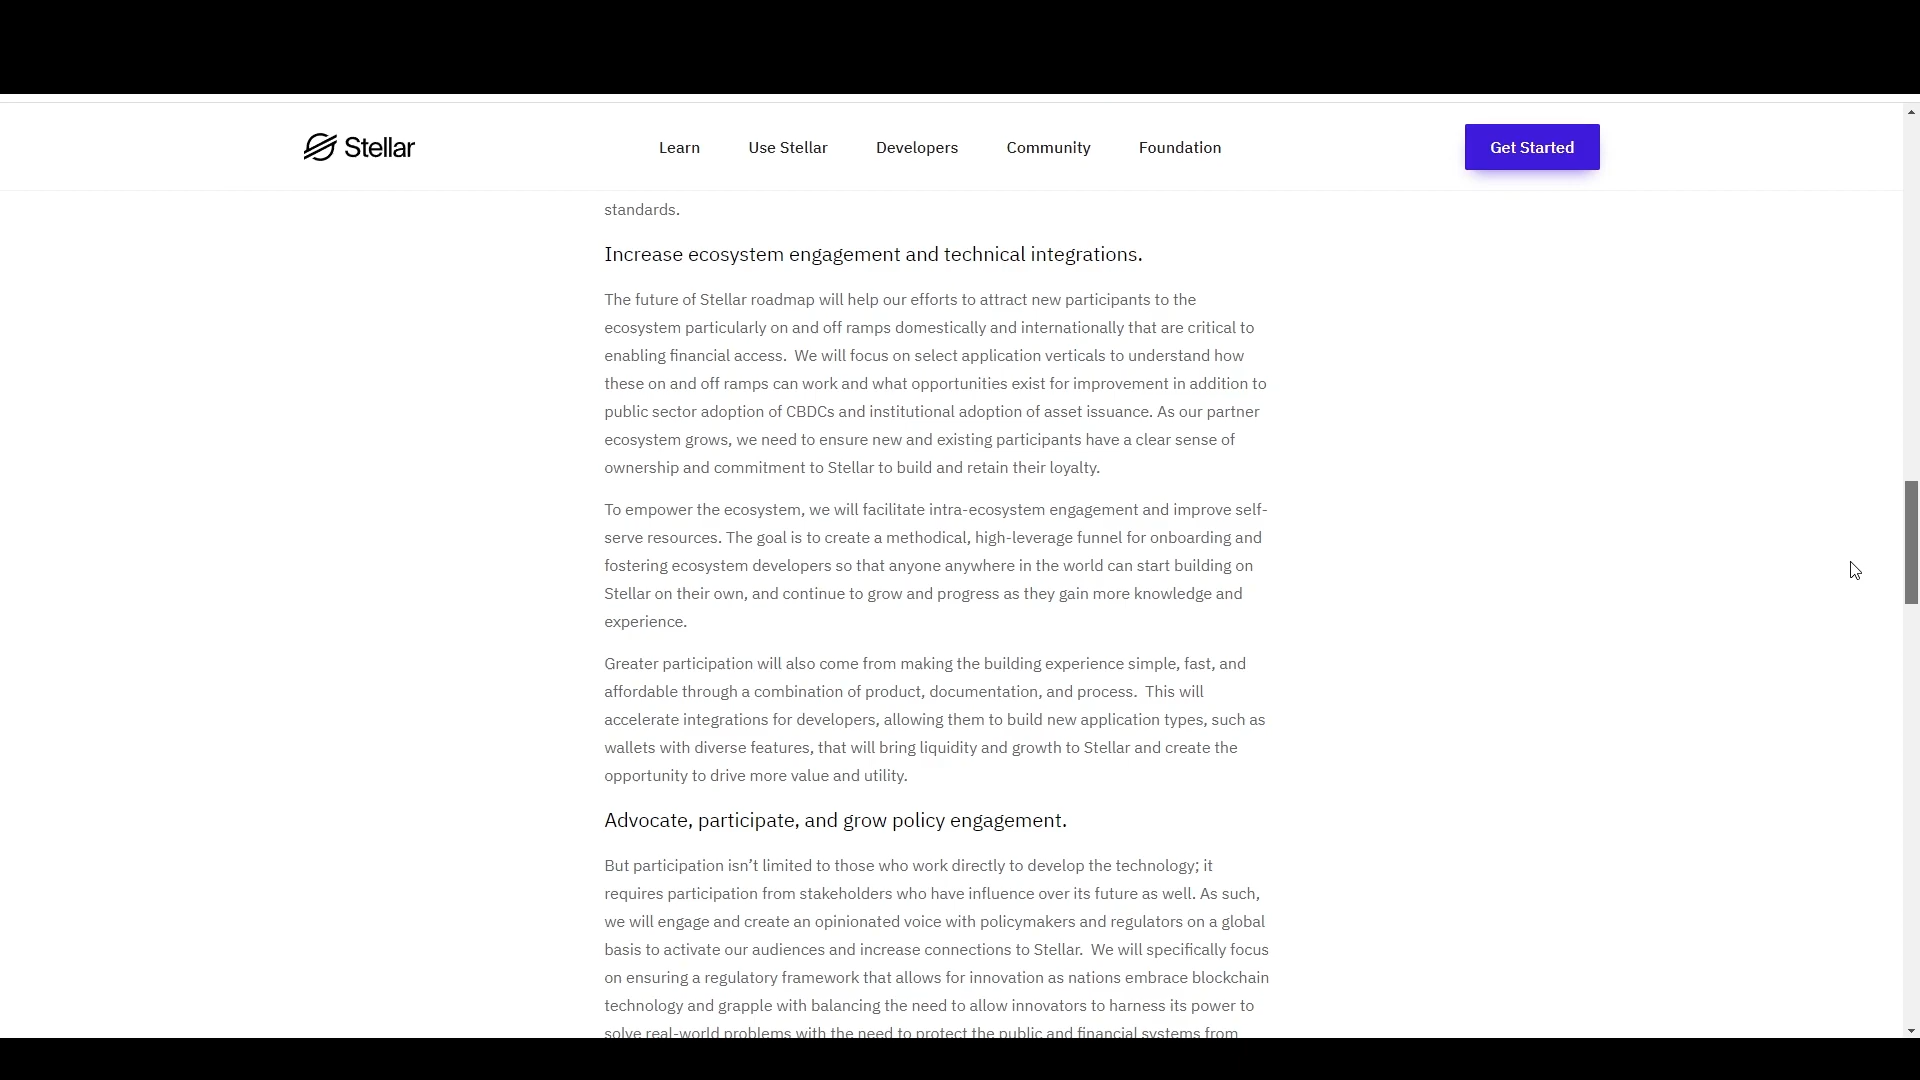 Stellar
Learn
Use Stellar
Developers
Community
Foundation
Get Started
standards.
Increase ecosystem engagement and technical integrations.
The future of Stellar roadmap will help our efforts to attract new participants to the
ecosystem particularly on and off ramps domestically and internationally that are critical to
enabling financial access.  We will focus on select application verticals to understand how
these on and off ramps can work and what opportunities exist for improvement in addition to
public sector adoption of CBDCs and institutional adoption of asset issuance. As our partner
ecosystem grows, we need to ensure new and existing participants have a clear sense of
ownership and commitment to Stellar to build and retain their loyalty.
To empower the ecosystem, we will facilitate intra-ecosystem engagement and improve self-
serve resources. The goal is to create a methodical, high-leverage funnel for onboarding and
fostering ecosystem developers so that anyone anywhere in the world can start building on
Stellar on their own, and continue to grow and progress as they gain more knowledge and
experience.
Greater participation will also come from making the building experience simple, fast, and
affordable through a combination of product, documentation, and process.  This will
accelerate integrations for developers, allowing them to build new application types, such as
wallets with diverse features, that will bring liquidity and growth to Stellar and create the
opportunity to drive more value and utility.
Advocate, participate, and grow policy engagement.
But participation isn’t limited to those who work directly to develop the technology; it
requires participation from stakeholders who have influence over its future as well. As such,
we will engage and create an opinionated voice with policymakers and regulators on a global
basis to activate our audiences and increase connections to Stellar.  We will specifically focus
on ensuring a regulatory framework that allows for innovation as nations embrace blockchain
technology and grapple with balancing the need to allow innovators to harness its power to
solve real-world problems with the need to protect the public and financial systems from